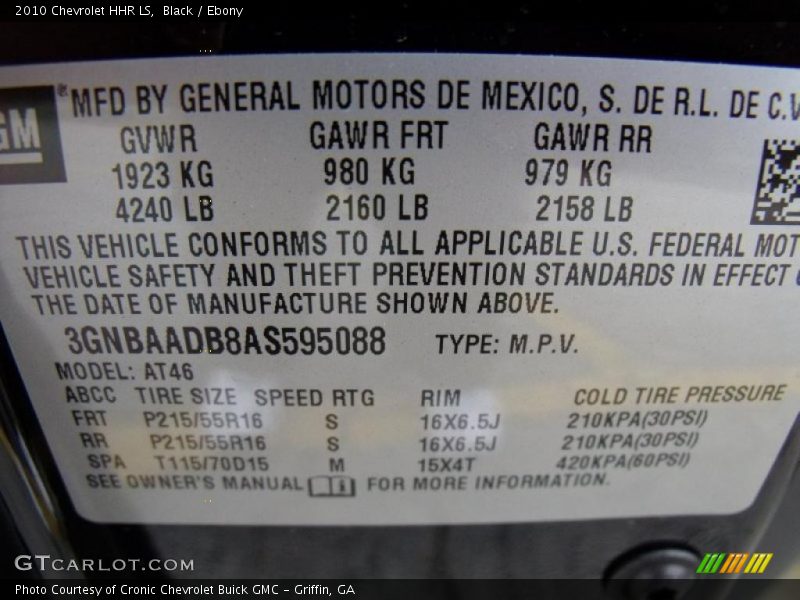 2010 Chevrolet HHR LS, Black / Ebony
GM
® MFD BY GENERAL MOTORS DE MEXICO, S. DE R.L. DE C.V
GVWR GAWR FRT GAWR RR
1923 KG 980 KG 979 KG
4240 LB 2160 LB 2158 LB
THIS VEHICLE CONFORMS TO ALL APPLICABLE U.S. FEDERAL MOT
VEHICLE SAFETY AND THEFT PREVENTION STANDARDS IN EFFECT
THE DATE OF MANUFACTURE SHOWN ABOVE.
3GNBAADB8AS595088 TYPE: M.P.V.
MODEL: AT46
ABCC TIRE SIZE SPEED RTG RIM COLD TIRE PRESSURE
FRT P215/55R16 S 16X6.5J 210KPA(30PSI)
RR P215/55R16 S 16X6.5J 210KPA(30PSI)
SPA T115/70D15 M 15X4T 420KPA(60PSI)
SEE OWNER'S MANUAL FOR MORE INFORMATION.
GTCARLOT.COM
Photo Courtesy of Cronic Chevrolet Buick GMC - Griffin, GA